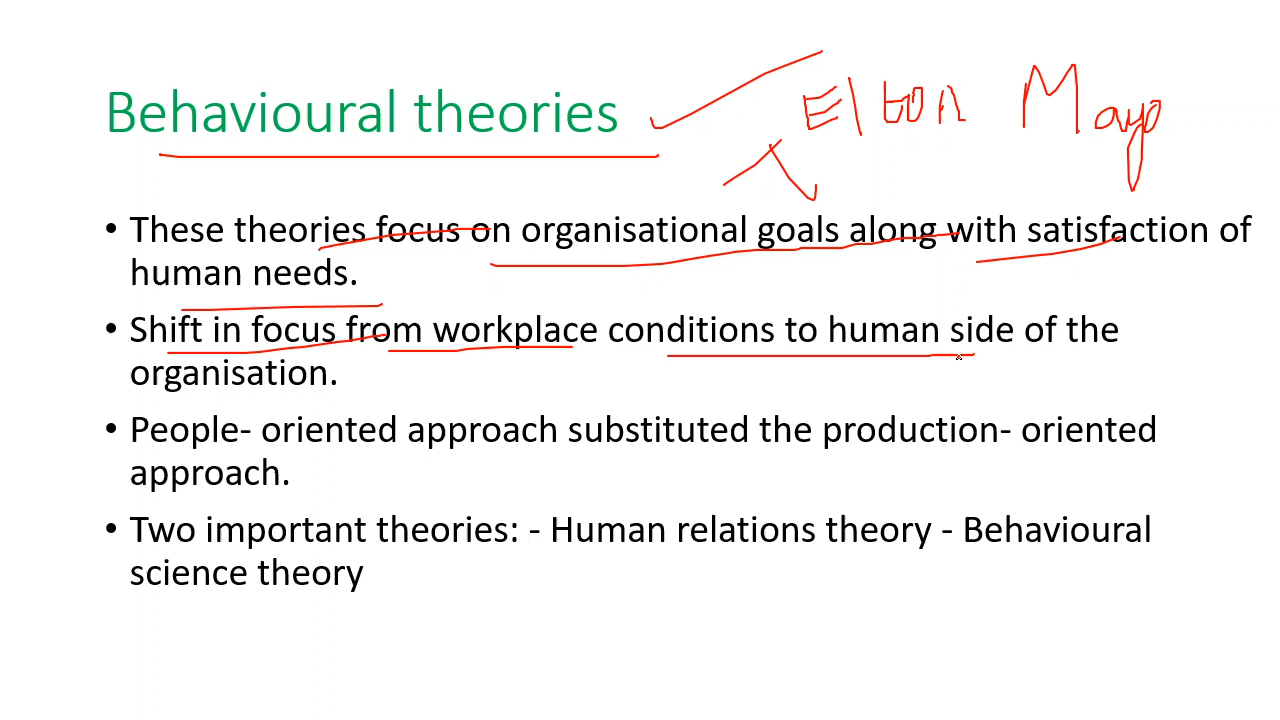 Behavioural theories Elton Mayo
• These theories focus on organisational goals along with satisfaction of
human needs.
• Shift in focus from workplace conditions to human side of the
organisation.
• People- oriented approach substituted the production- oriented
approach.
• Two important theories: - Human relations theory - Behavioural
science theory